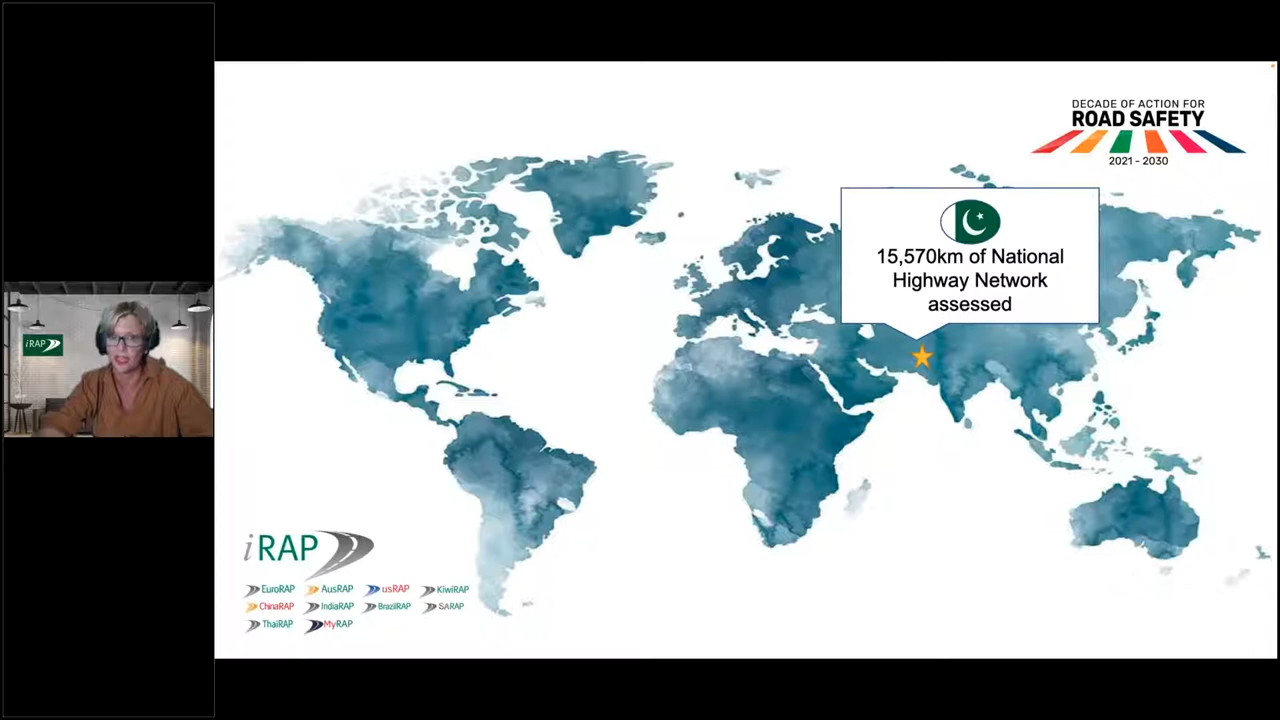 iRAP
DECADE OF ACTION FOR
ROAD SAFETY
2021 - 2030
15,570km of National
Highway Network
assessed
iRAP
EuroRAP AusRAP usRAP KiwiRAP
ChinaRAP IndiaRAP BrazilRAP SARAP
ThaiRAP MyRAP